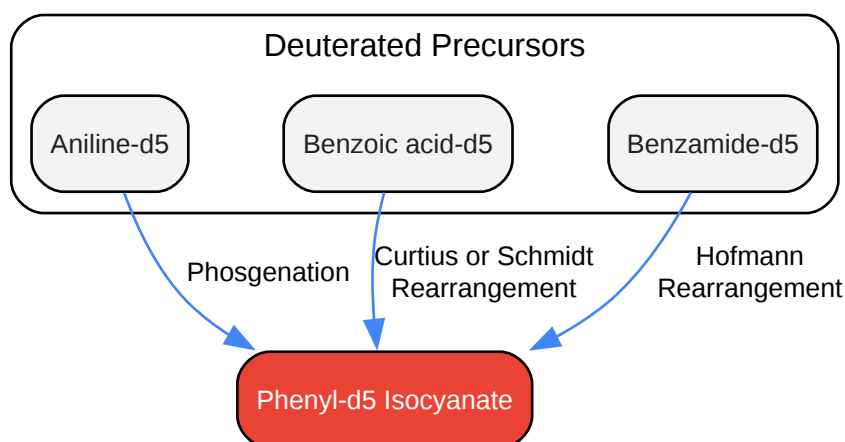 Deuterated Precursors
Aniline-d5
Benzoic acid-d5
Benzamide-d5
Phosgenation
Curtius or Schmidt
Rearrangement
Hofmann
Rearrangement
Phenyl-d5 Isocyanate